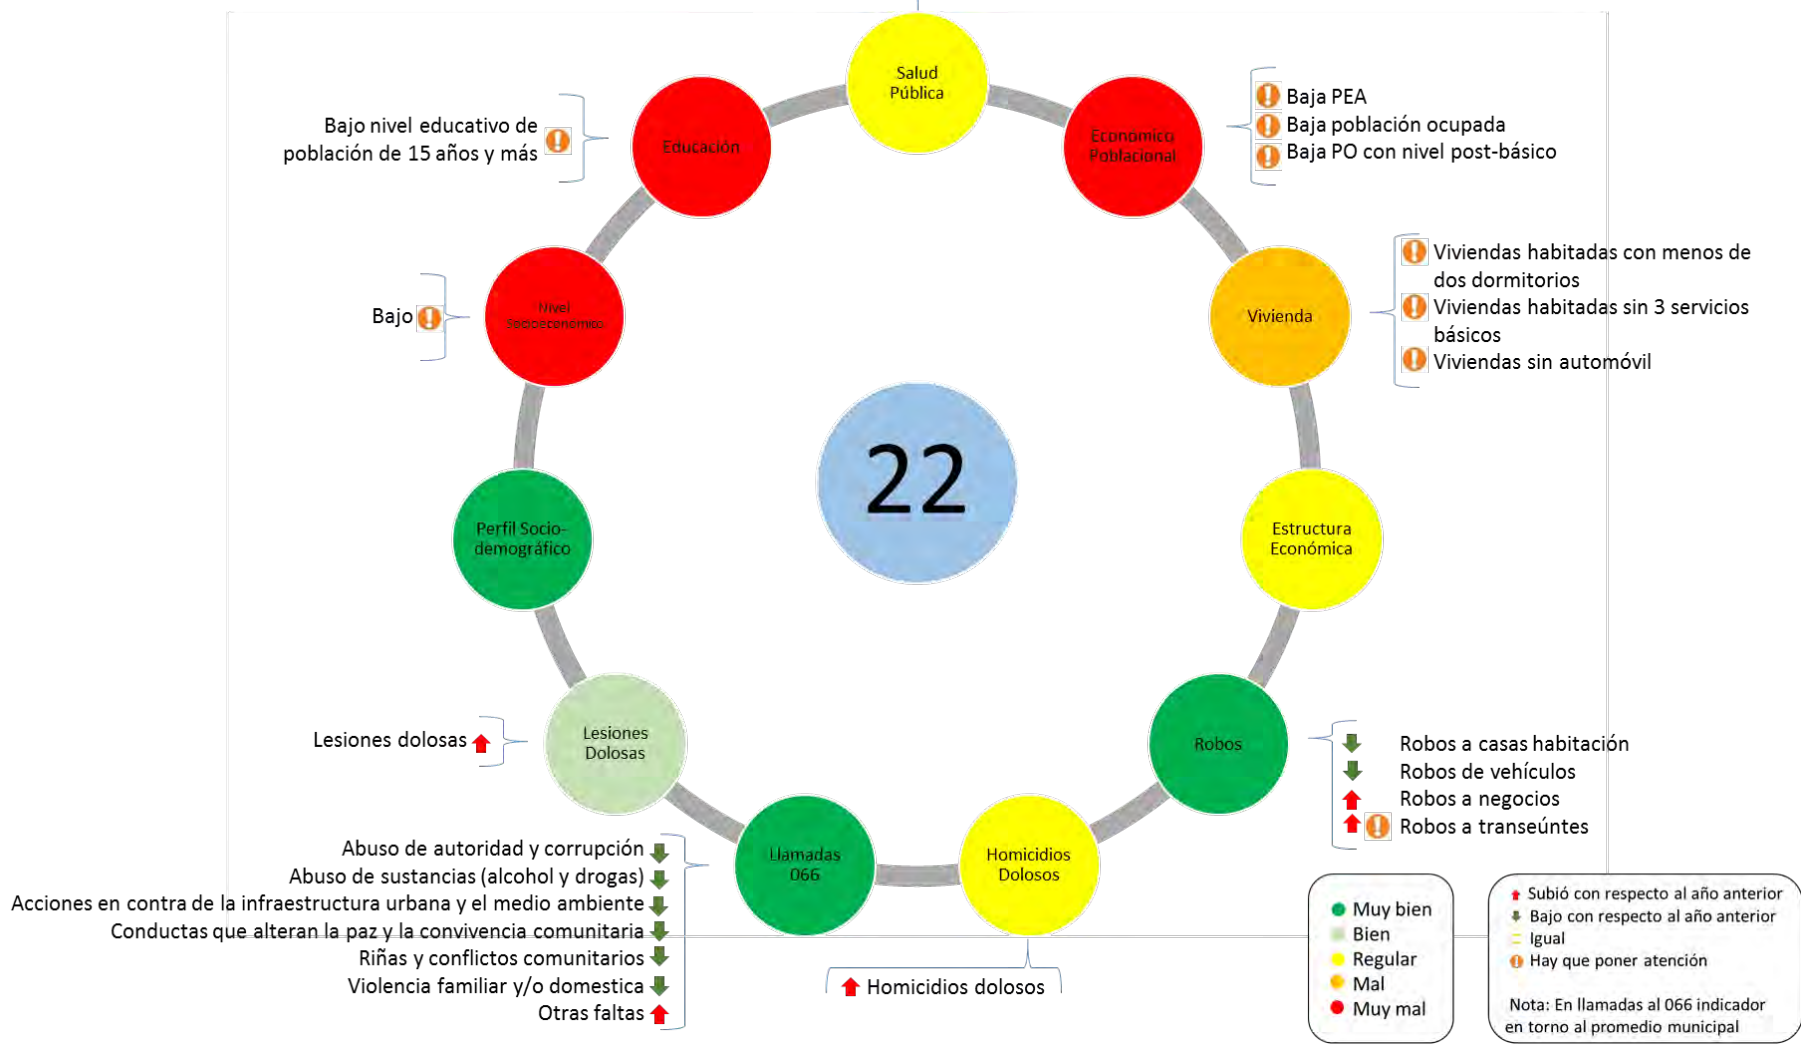 Salud
Pública
Económico
Poblacional
Baja PEA
Baja población ocupada
Baja PO con nivel post-básico
Bajo nivel educativo de
población de 15 años y más
Educación
Viviendas habitadas con menos de
dos dormitorios
Viviendas habitadas sin 3 servicios
básicos
Viviendas sin automóvil
Vivienda
Bajo
Nivel
Socioeconómico
22
Perfil Socio-
demográfico
Estructura
Económica
Lesiones dolosas
Lesiones
Dolosas
Robos
Robos a casas habitación
Robos de vehículos
Robos a negocios
Robos a transeúntes
Llamadas
066
Homicidios
Dolosos
Abuso de autoridad y corrupción
Abuso de sustancias (alcohol y drogas)
Acciones en contra de la infraestructura urbana y el medio ambiente
Conductas que alteran la paz y la convivencia comunitaria
Riñas y conflictos comunitarios
Violencia familiar y/o domestica
Otras faltas
Homicidios dolosos
Muy bien
Bien
Regular
Mal
Muy mal
Subió con respecto al año anterior
Bajo con respecto al año anterior
Igual
Hay que poner atención
Nota: En llamadas al 066 indicador
en torno al promedio municipal